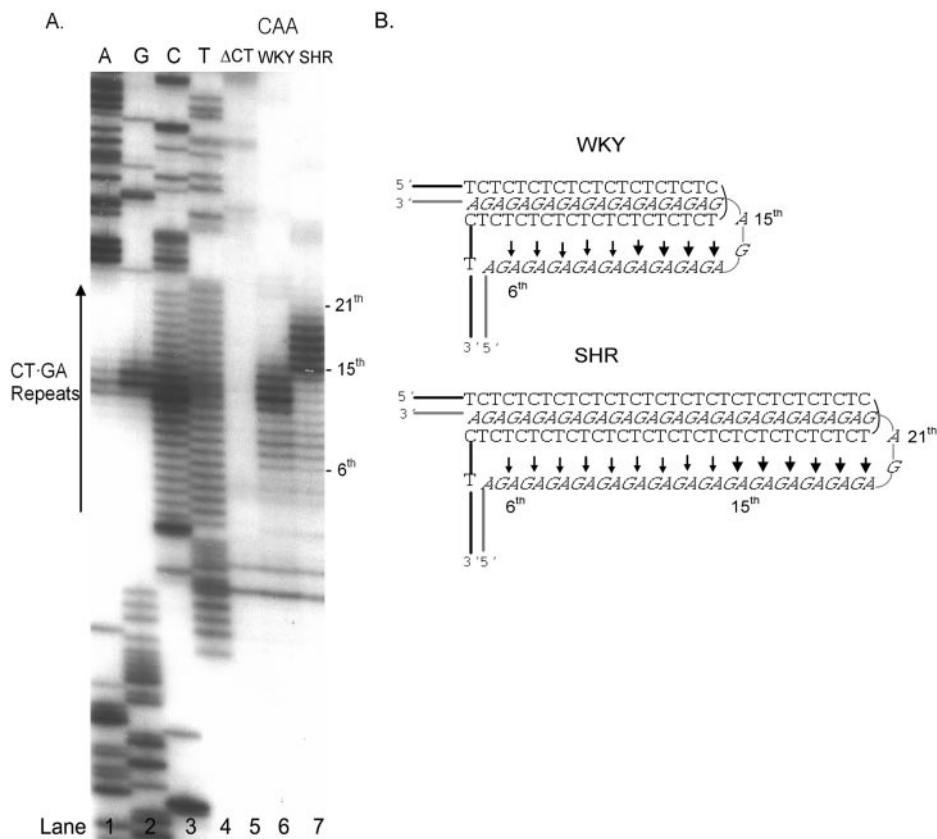 A.
CAA
A G C T ΔCT WKY SHR
CT·GA
Repeats
- 21th
- 15th
- 6th
Lane 1 2 3 4 5 6 7
B.
WKY
5 ' TCTCTCTCTCTCTCTCTCTC
3 ' AGAGAGAGAGAGAGAGAGAG
CTCTCTCTCTCTCTCTCTCT
A 15th
G
T AGAGAGAGAGAGAGAGAGA
6th
3 ' 5 '
SHR
5 ' TCTCTCTCTCTCTCTCTCTCTCTCTCTCTCTC
3 ' AGAGAGAGAGAGAGAGAGAGAGAGAGAGAGAG
CTCTCTCTCTCTCTCTCTCTCTCTCTCTCTCT
A 21th
G
T AGAGAGAGAGAGAGAGAGAGAGAGAGAGAGA
6th 15th
3 ' 5 '